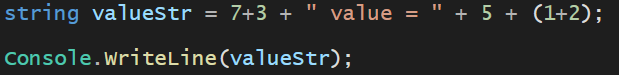 string valueStr = 7+3 + " value = " + 5 + (1+2);
Console.WriteLine(valueStr);